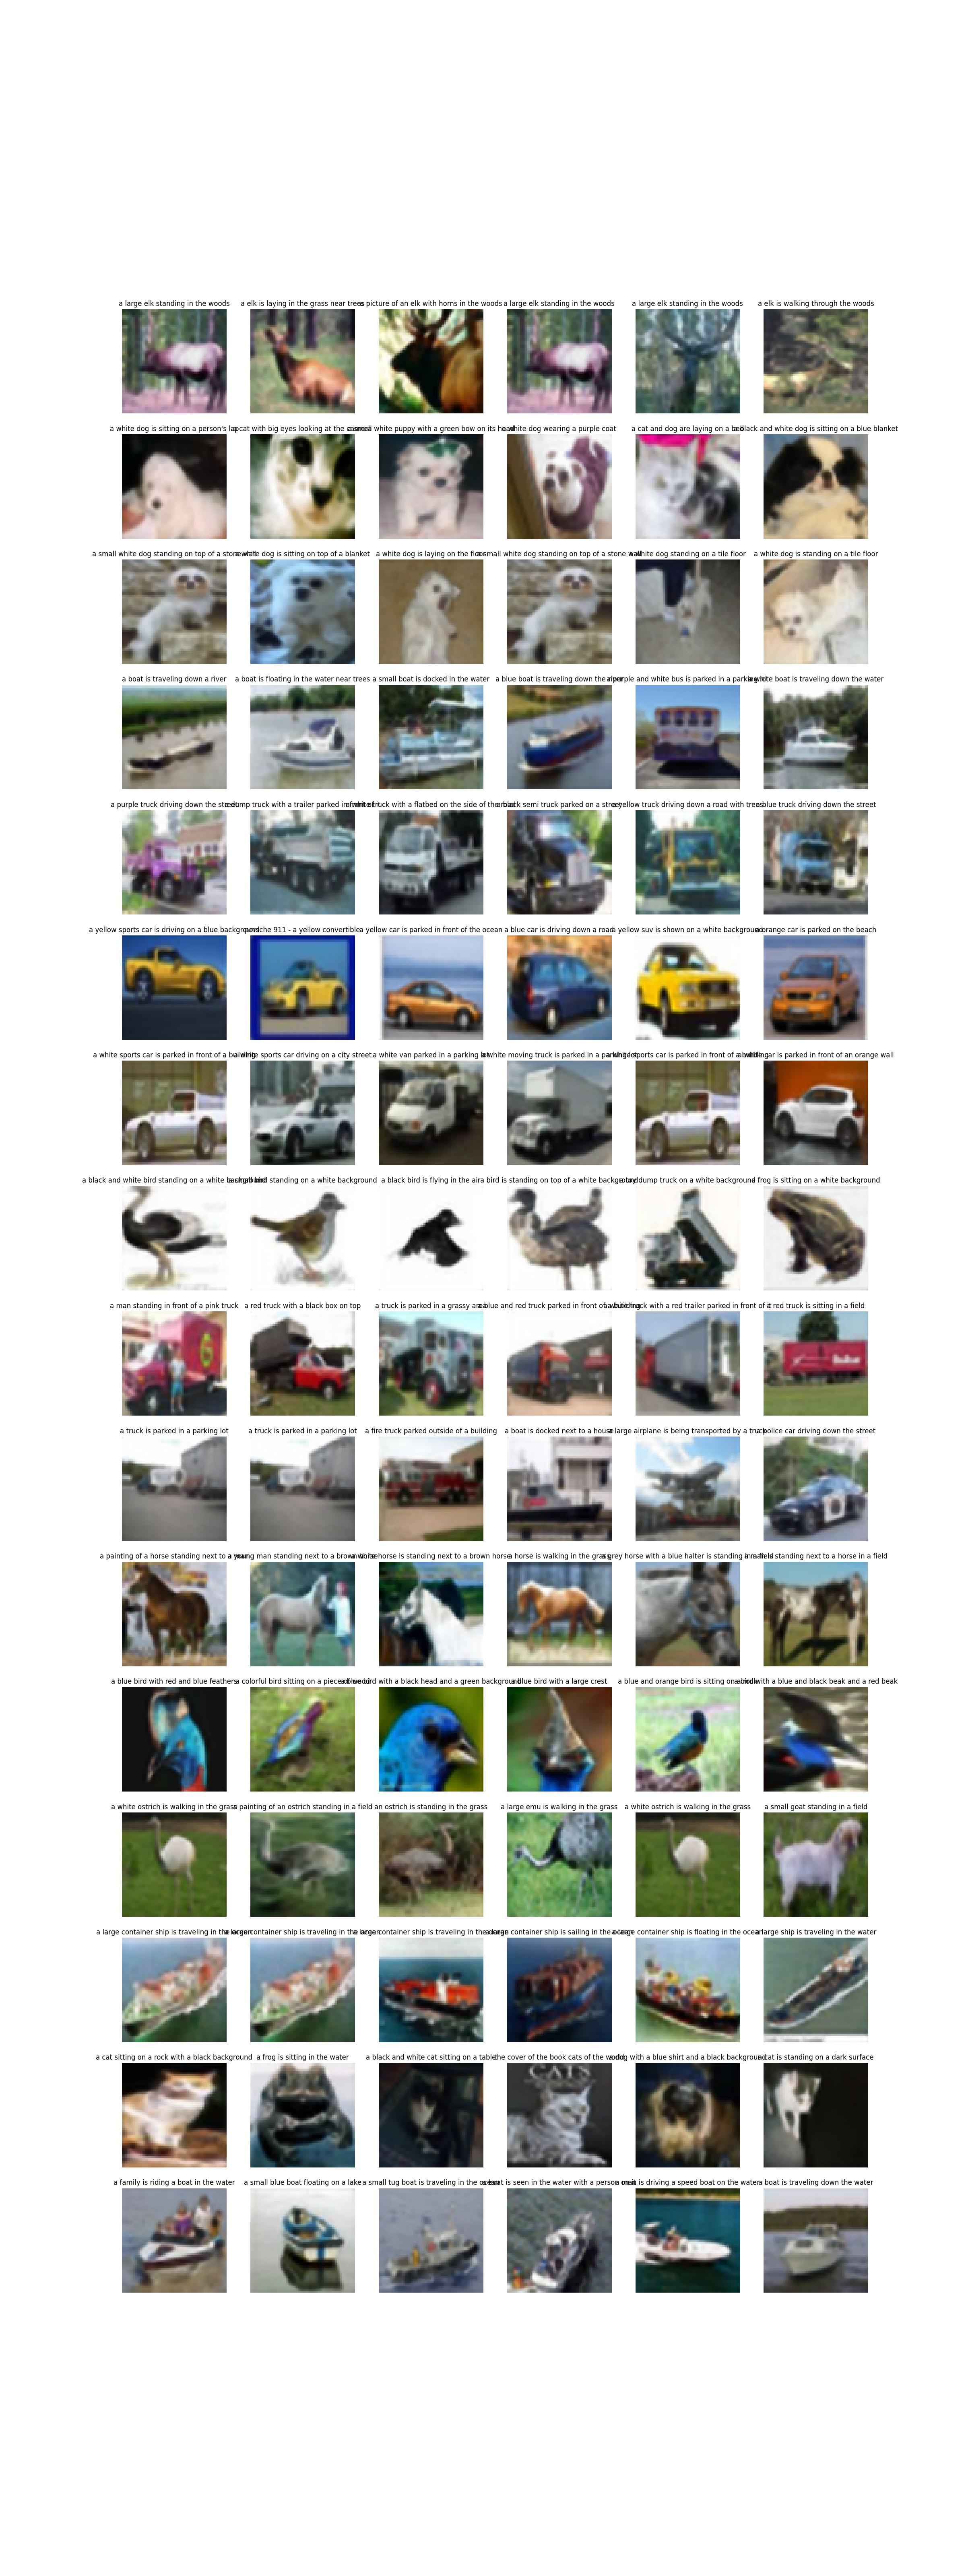 a large elk standing in the woods
a elk is laying in the grass near trees
a picture of an elk with horns in the woods
a large elk standing in the woods
a large elk standing in the woods
a elk is walking through the woods
a white dog is sitting on a person's lap
a cat with big eyes looking at the camera
a small white puppy with a green bow on its head
a white dog wearing a purple coat
a cat and dog are laying on a bed
a black and white dog is sitting on a blue blanket
a small white dog standing on top of a stone wall
a white dog is sitting on top of a blanket
a white dog is laying on the floor
a small white dog standing on top of a stone wall
a white dog standing on a tile floor
a white dog is standing on a tile floor
a boat is traveling down a river
a boat is floating in the water near trees
a small boat is docked in the water
a blue boat is traveling down the river
a purple and white bus is parked in a parking lot
a white boat is traveling down the water
a purple truck driving down the street
a dump truck with a trailer parked in front of it
a white truck with a flatbed on the side of the road
a black semi truck parked on a street
a yellow truck driving down a road with trees
a blue truck driving down the street
a yellow sports car is driving on a blue background
porsche 911 - a yellow convertible
a yellow car is parked in front of the ocean
a blue car is driving down a road
a yellow suv is shown on a white background
a orange car is parked on the beach
a white sports car is parked in front of a building
a white sports car driving on a city street
a white van parked in a parking lot
a white moving truck is parked in a parking lot
a white sports car is parked in front of a building
a white car is parked in front of an orange wall
a black and white bird standing on a white background
a small bird standing on a white background
a black bird is flying in the air
a bird is standing on top of a white background
a toy dump truck on a white background
a frog is sitting on a white background
a man standing in front of a pink truck
a red truck with a black box on top
a truck is parked in a grassy area
a blue and red truck parked in front of a building
a white truck with a red trailer parked in front of it
a red truck is sitting in a field
a truck is parked in a parking lot
a truck is parked in a parking lot
a fire truck parked outside of a building
a boat is docked next to a house
a large airplane is being transported by a truck
a police car driving down the street
a painting of a horse standing next to a man
a young man standing next to a brown horse
a white horse is standing next to a brown horse
a horse is walking in the grass
a grey horse with a blue halter is standing in a field
a man is standing next to a horse in a field
a blue bird with red and blue feathers
a colorful bird sitting on a piece of wood
a blue bird with a black head and a green background
a blue bird with a large crest
a blue and orange bird is sitting on a rock
a bird with a blue and black beak and a red beak
a white ostrich is walking in the grass
a painting of an ostrich standing in a field
an ostrich is standing in the grass
a large emu is walking in the grass
a white ostrich is walking in the grass
a small goat standing in a field
a large container ship is traveling in the ocean
a large container ship is traveling in the ocean
a large container ship is traveling in the ocean
a large container ship is sailing in the ocean
a large container ship is floating in the ocean
a large ship is traveling in the water
a cat sitting on a rock with a black background
a frog is sitting in the water
a black and white cat sitting on a table
the cover of the book cats of the world
a dog with a blue shirt and a black background
a cat is standing on a dark surface
a family is riding a boat in the water
a small blue boat floating on a lake
a small tug boat is traveling in the ocean
a boat is seen in the water with a person on it
a man is driving a speed boat on the water
a boat is traveling down the water